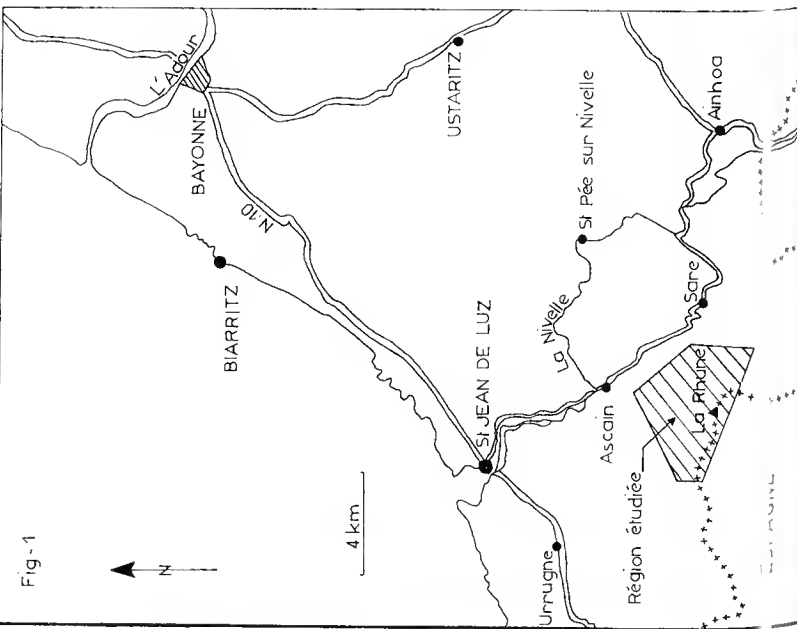 Fig-1
N
4 km
L'Adour
BAYONNE
N.10
BIARRITZ
USTARITZ
St JEAN DE LUZ
La Nivelle
St Pée sur Nivelle
Ainhoa
Urrugne
Ascain
Sare
Région étudiée
La Rhune
ESPAGNE